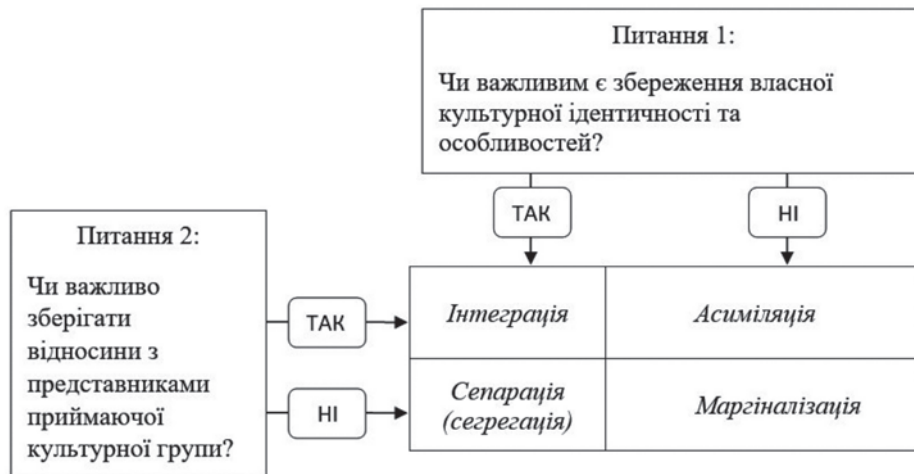 Питання 1:
Чи важливим є збереження власної
культурної ідентичності та
особливостей?
ТАК
НІ
Питання 2:
Чи важливо
зберігати
відносини з
представниками
приймаючої
культурної групи?
ТАК
НІ
Інтеграція
Асиміляція
Сепарація
(сегрегація)
Маргіналізація